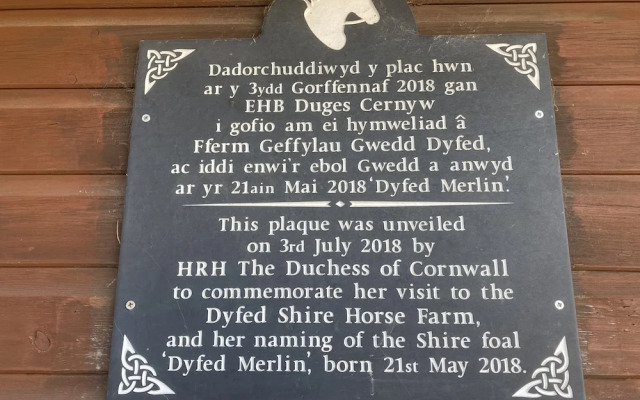 Dadorchuddiwyd y plac hwn
ar y 3ydd Gorffennaf 2018 gan
EHB Duges Cernyw
i gofio am ei hymweliad â
Fferm Geffylau Gwedd Dyfed,
ac iddi enwi'r ebol Gwedd a anwyd
ar yr 21ain Mai 2018 'Dyfed Merlin'.
This plaque was unveiled
on 3rd July 2018 by
HRH The Duchess of Cornwall
to commemorate her visit to the
Dyfed Shire Horse Farm,
and her naming of the Shire foal
'Dyfed Merlin', born 21st May 2018.